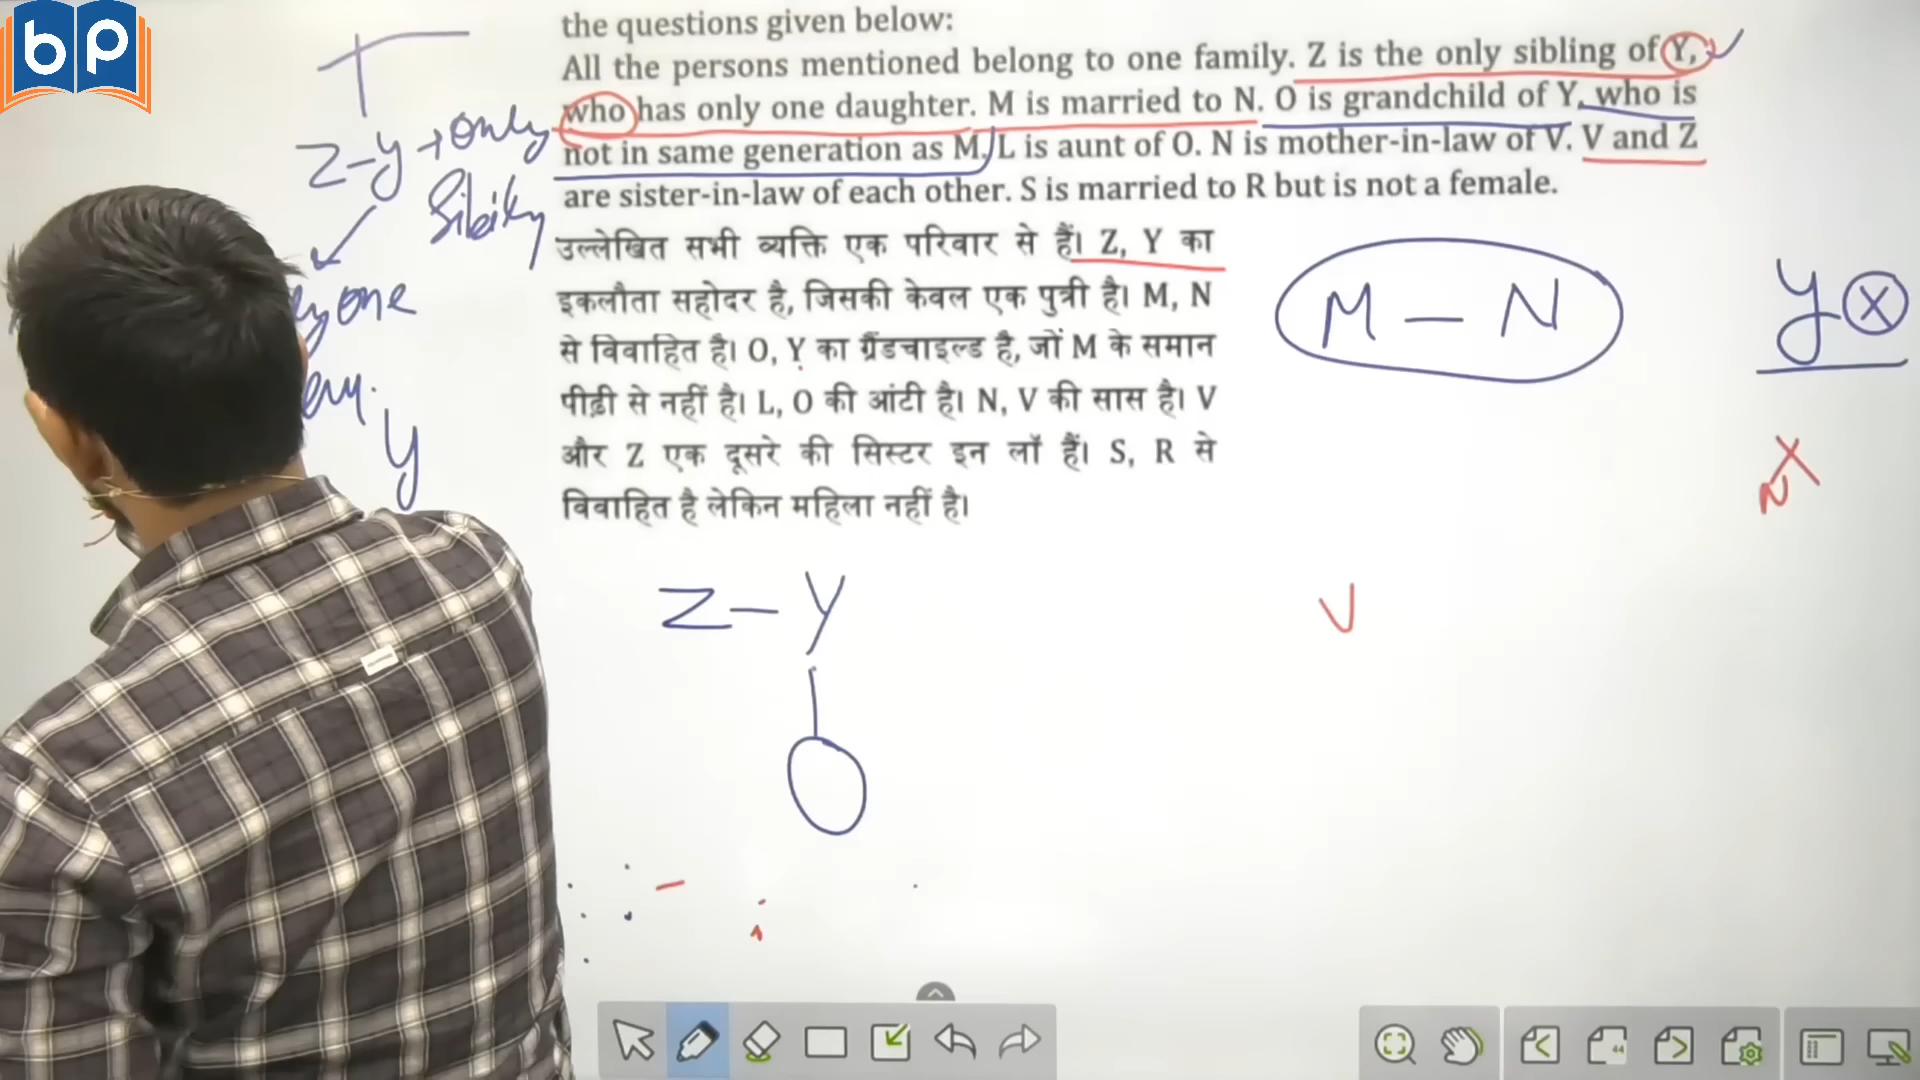 bp
the questions given below:
All the persons mentioned belong to one family. Z is the only sibling of Y,
who has only one daughter. M is married to N. O is grandchild of Y, who is
not in same generation as M. L is aunt of O. N is mother-in-law of V. V and Z
are sister-in-law of each other. S is married to R but is not a female.
उल्लेखित सभी व्यक्ति एक परिवार से हैं। Z, Y का
इकलौता सहोदर है, जिसकी केवल एक पुत्री है। M, N
से विवाहित है। O, Y का ग्रैंडचाइल्ड है, जों M के समान
पीढ़ी से नहीं है। L, O की आंटी है। N, V की सास है। V
और Z एक दूसरे की सिस्टर इन लॉ हैं। S, R से
विवाहित है लेकिन महिला नहीं है।
Z-Y → only
one
Y
M - N
Y X
X
N
Z - Y
O
V
44